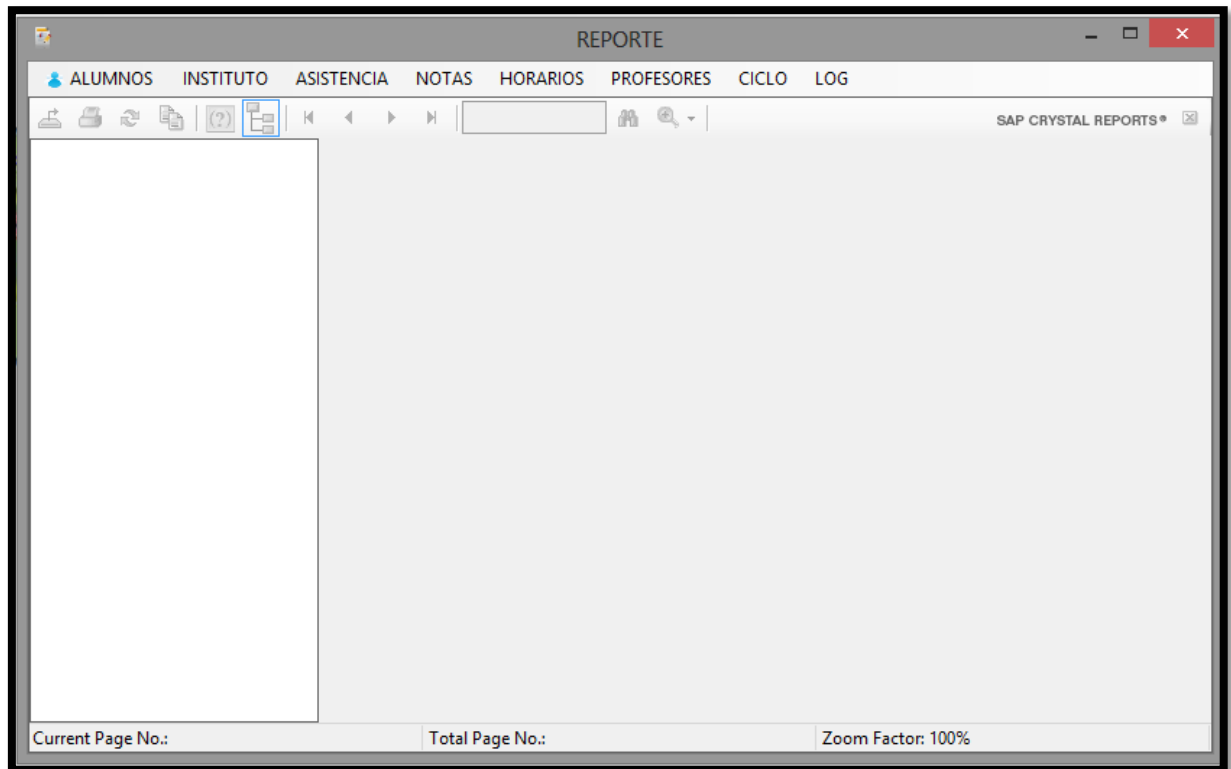 REPORTE
ALUMNOS INSTITUTO ASISTENCIA NOTAS HORARIOS PROFESORES CICLO LOG
(?) SAP CRYSTAL REPORTS®
Current Page No.: Total Page No.: Zoom Factor: 100%